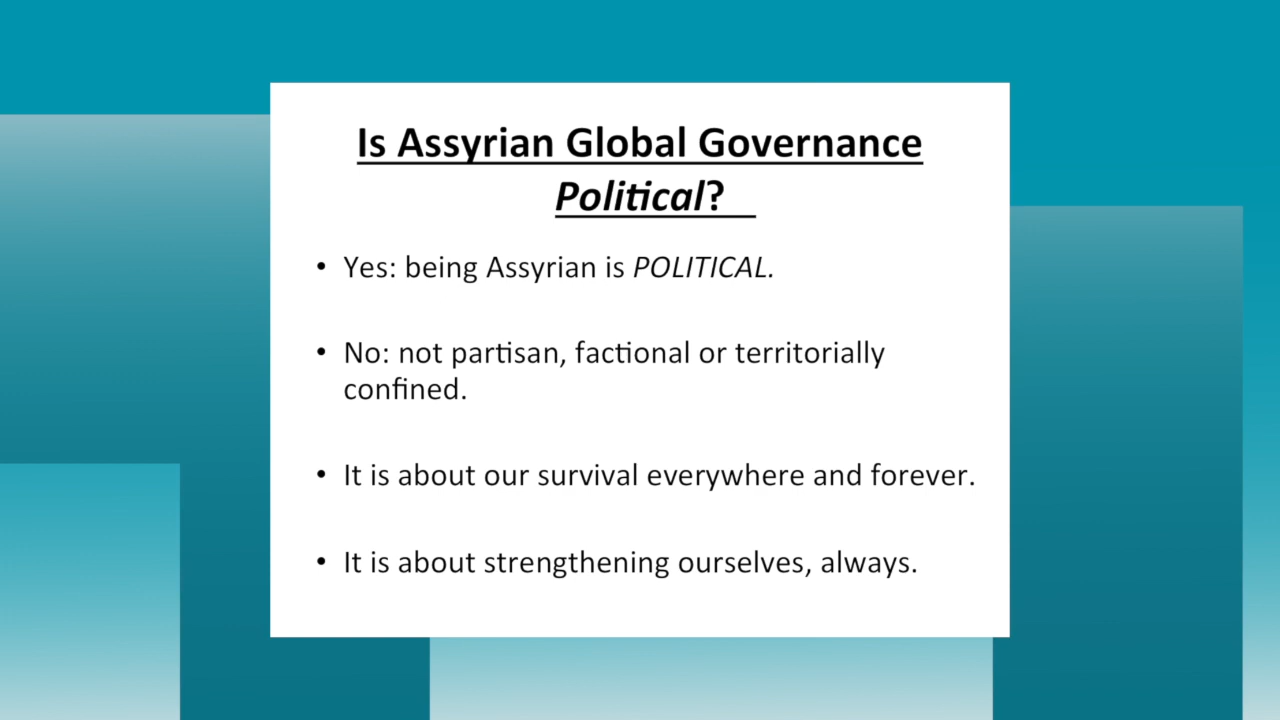 Is Assyrian Global Governance
Political?
• Yes: being Assyrian is POLITICAL.
• No: not partisan, factional or territorially
confined.
• It is about our survival everywhere and forever.
• It is about strengthening ourselves, always.